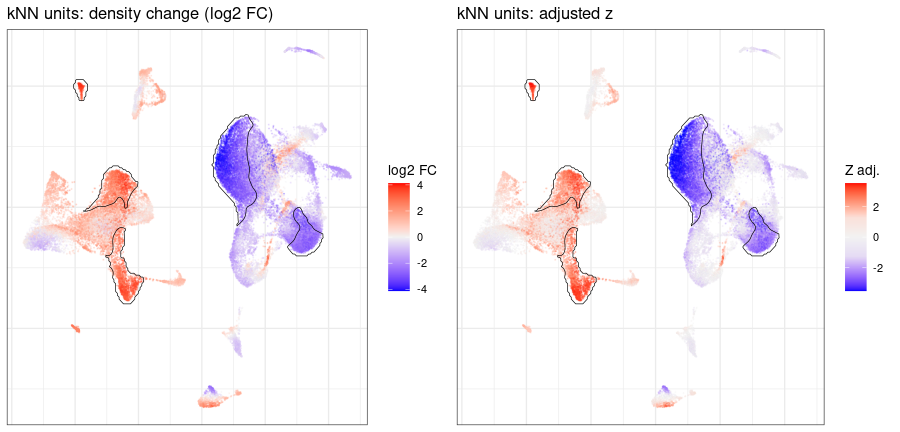 kNN units: density change (log2 FC)
log2 FC
4
2
0
-2
-4
kNN units: adjusted z
Z adj.
2
0
-2